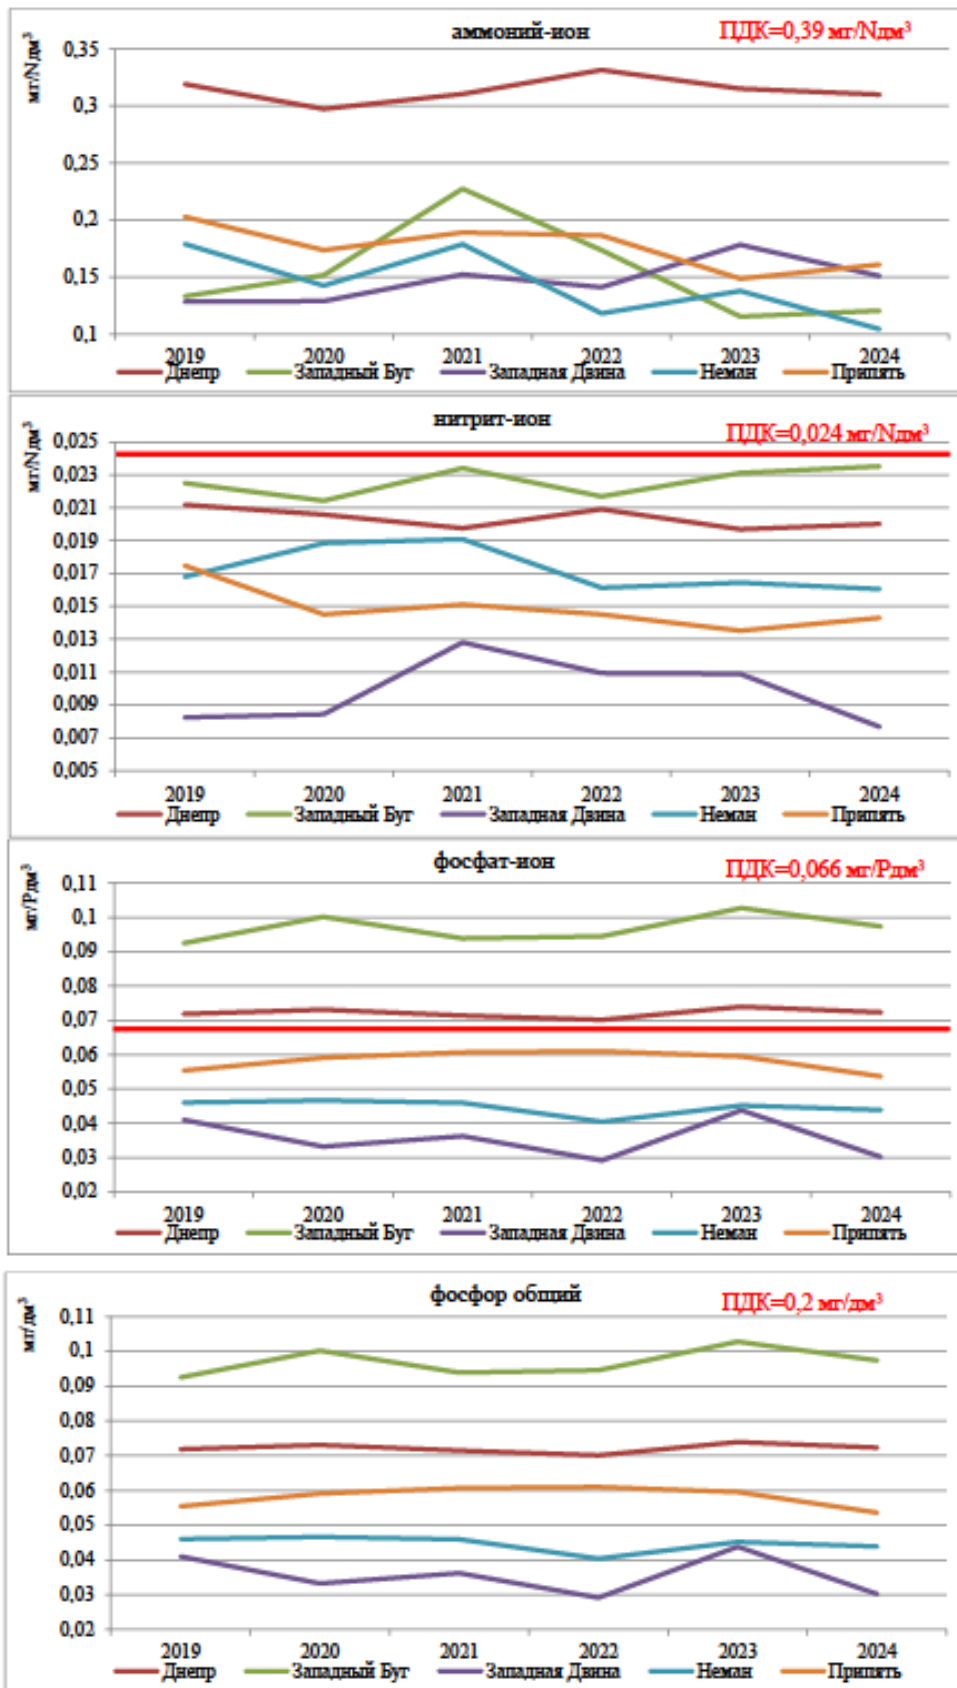 аммоний-ион
ПДК=0,39 мг/Nдм³
мг/Nдм³
0,35
0,3
0,25
0,2
0,15
0,1
2019 2020 2021 2022 2023 2024
Днепр Западный Буг Западная Двина Неман Припять
нитрит-ион
ПДК=0,024 мг/Nдм³
мг/Nдм³
0,025
0,023
0,021
0,019
0,017
0,015
0,013
0,011
0,009
0,007
0,005
2019 2020 2021 2022 2023 2024
Днепр Западный Буг Западная Двина Неман Припять
фосфат-ион
ПДК=0,066 мг/Рдм³
мг/Рдм³
0,11
0,1
0,09
0,08
0,07
0,06
0,05
0,04
0,03
0,02
2019 2020 2021 2022 2023 2024
Днепр Западный Буг Западная Двина Неман Припять
фосфор общий
ПДК=0,2 мг/дм³
мг/дм³
0,11
0,1
0,09
0,08
0,07
0,06
0,05
0,04
0,03
0,02
2019 2020 2021 2022 2023 2024
Днепр Западный Буг Западная Двина Неман Припять